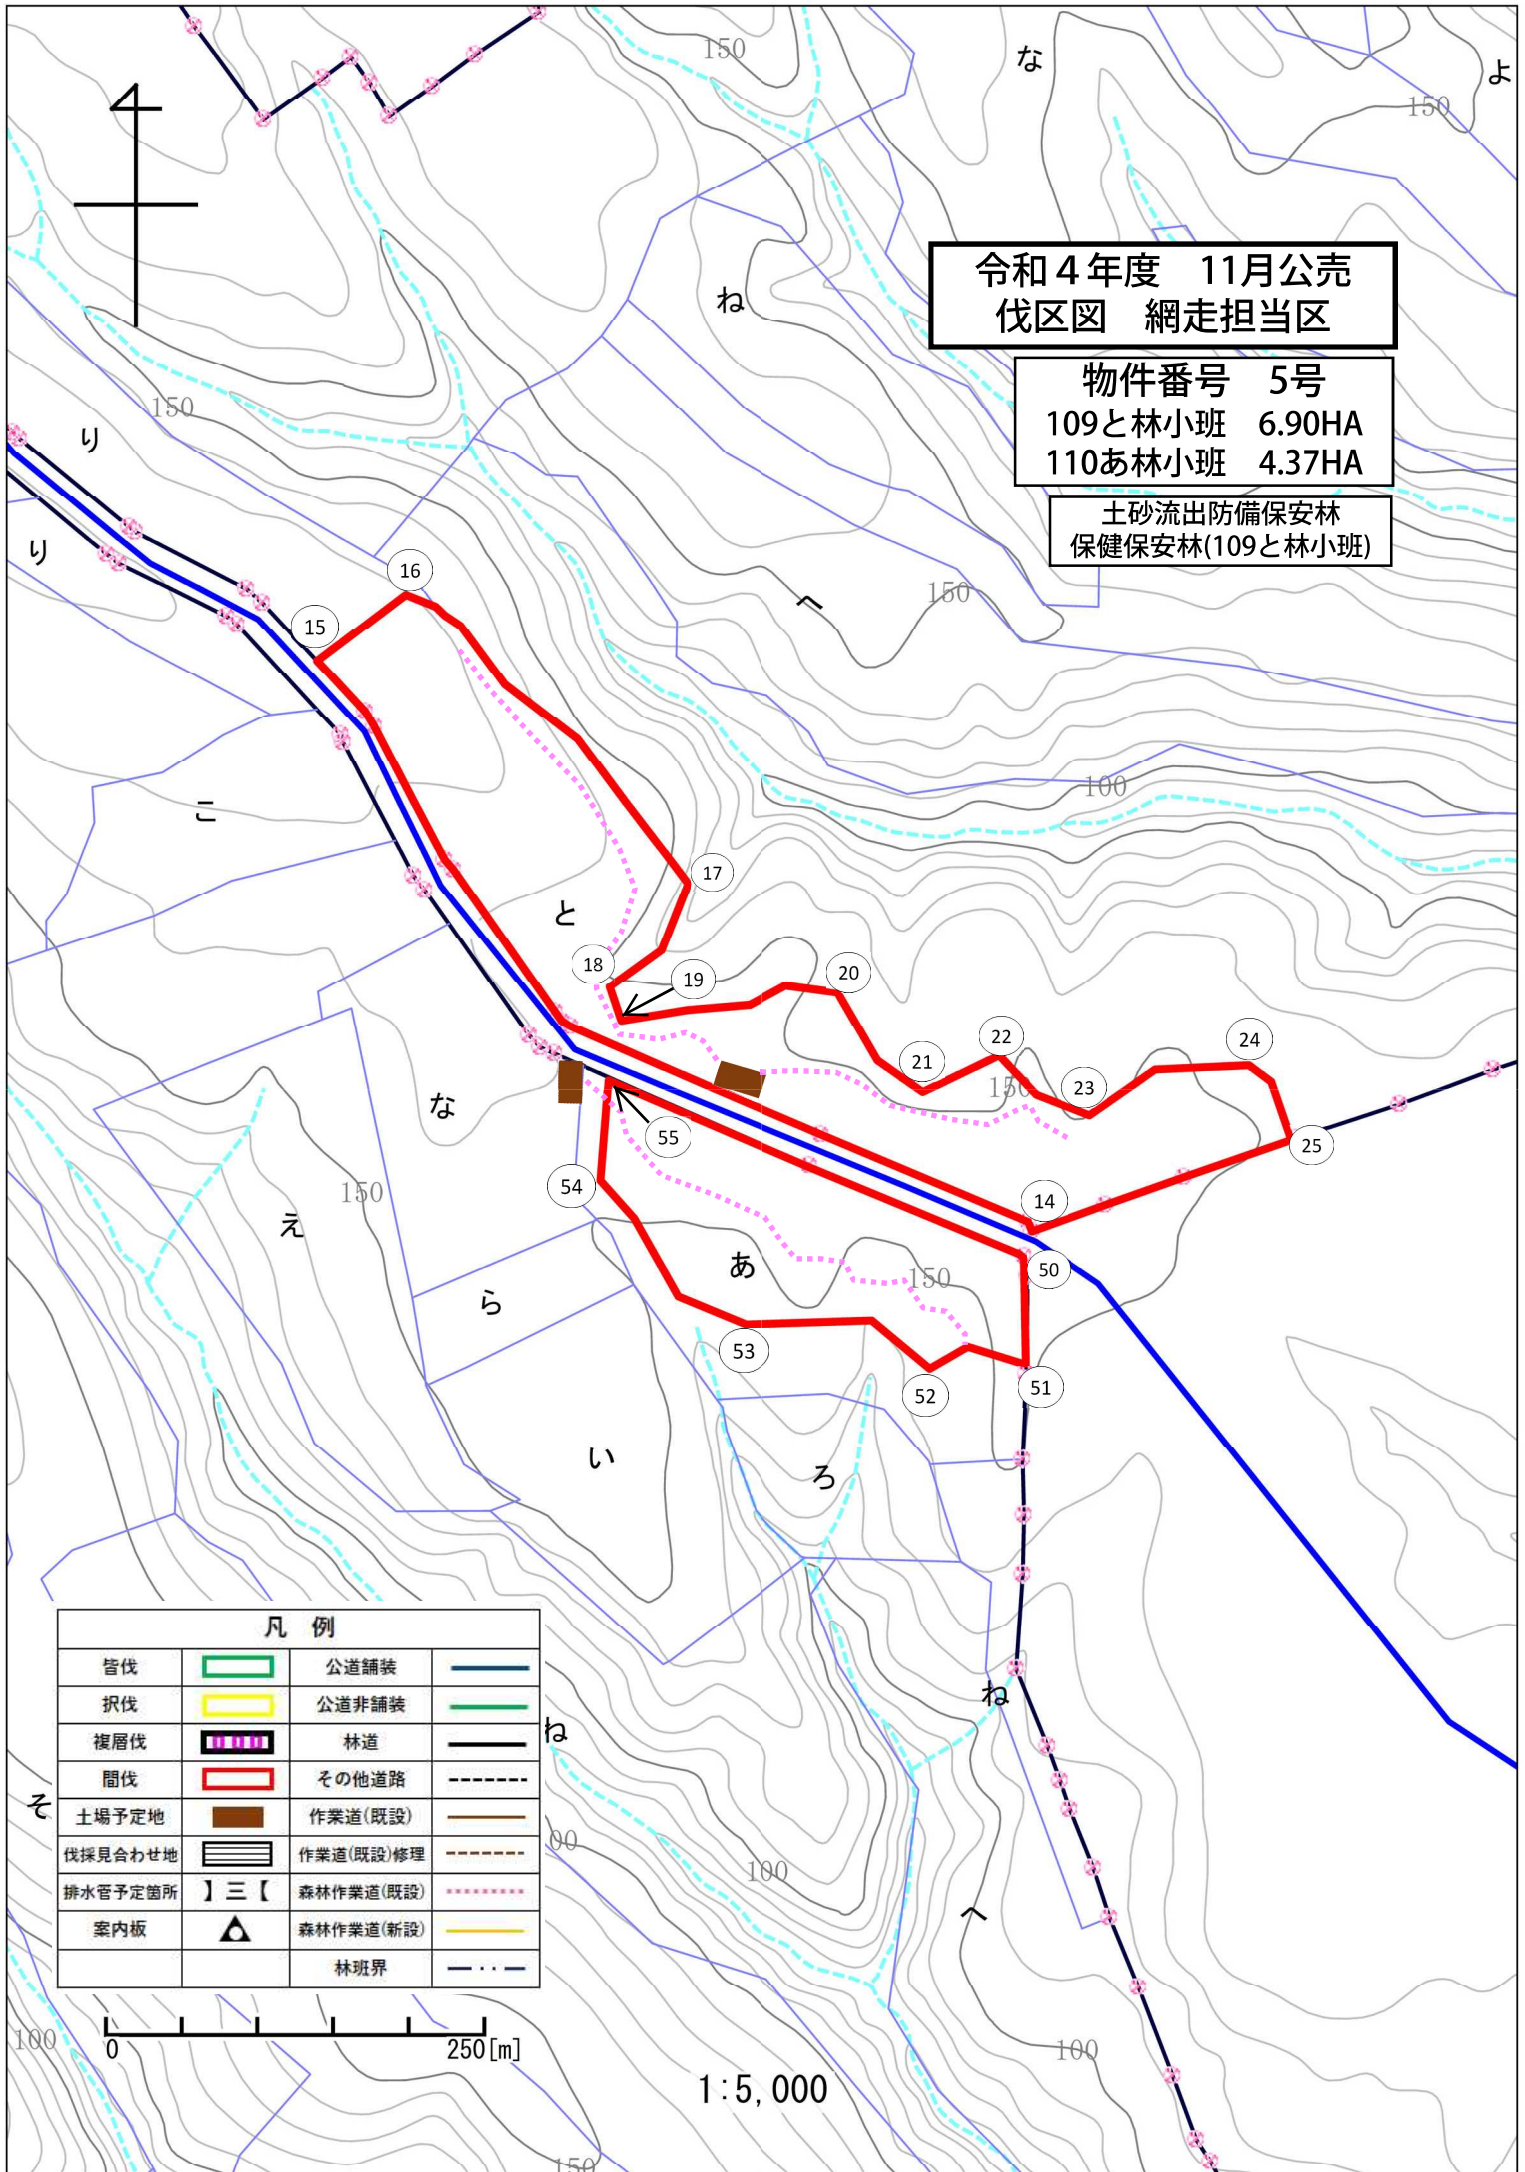 150
な
よ
150
令和４年度　11月公売
伐区図　網走担当区
ね
物件番号　5号
109と林小班　6.90HA
110あ林小班　4.37HA
150
り
土砂流出防備保安林
保健保安林(109と林小班)
り
16
へ
150
15
100
こ
17
と
18
19
20
22
24
21
150
23
な
55
25
54
150
14
え
あ
150
50
ら
53
51
52
い
ろ
凡　例
皆伐
公道舗装
択伐
公道非舗装
複層伐
林道
間伐
その他道路
土場予定地
作業道(既設)
伐採見合わせ地
作業道(既設)修理
排水管予定箇所
】三【
森林作業道(既設)
案内板
森林作業道(新設)
林班界
ね
ね
そ
00
100
へ
100
0
250[m]
100
1:5,000
150